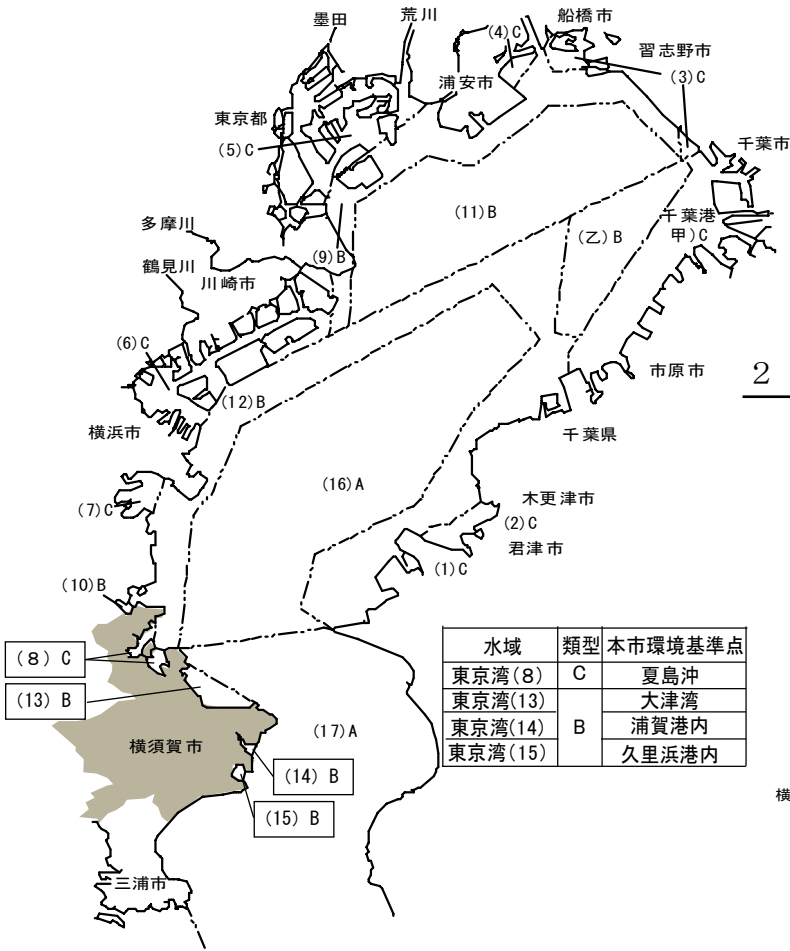 墨田
荒川
船橋市
(4)C
習志野市
浦安市
(3)C
東京都
(5)C
千葉市
(11)B
千葉港
甲)C
多摩川
(乙)B
(9)B
鶴見川
川崎市
(6)C
市原市
2
(12)B
千葉県
横浜市
(16)A
木更津市
(7)C
(2)C
君津市
(1)C
(10)B
(8) C
(13) B
水域 類型 本市環境基準点
東京湾(8) C 夏島沖
東京湾(13) B 大津湾
東京湾(14) 浦賀港内
東京湾(15) 久里浜港内
(17)A
横須賀市
(14) B
(15) B
横
三浦市